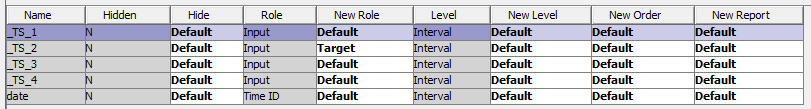 Name Hidden Hide Role New Role Level New Level New Order New Report
_TS_1 N Default Input Default Interval Default Default Default
_TS_2 N Default Input Target Interval Default Default Default
_TS_3 N Default Input Default Interval Default Default Default
_TS_4 N Default Input Default Interval Default Default Default
date N Default Time ID Default Interval Default Default Default